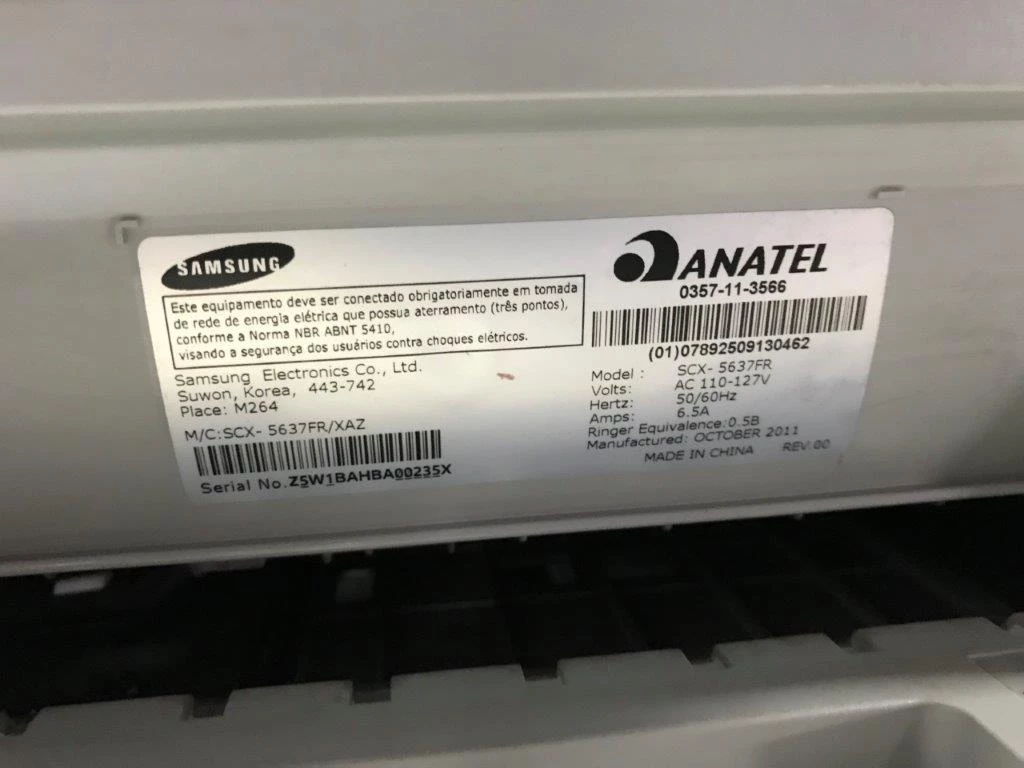 SAMSUNG
Este equipamento deve ser conectado obrigatoriamente em tomada
de rede de energia elétrica que possua aterramento (três pontos),
conforme a Norma NBR ABNT 5410,
visando a segurança dos usuários contra choques elétricos.
Samsung Electronics Co., Ltd.
Suwon, Korea, 443-742
Place: M264
M/C:SCX- 5637FR/XAZ
Serial No.Z5W1BAHBA00235X
ANATEL
0357-11-3566
(01)07892509130462
Model : SCX- 5637FR
Volts: AC 110-127V
Hertz: 50/60Hz
Amps: 6.5A
Ringer Equivalence:0.5B
Manufactured: OCTOBER 2011
MADE IN CHINA REV:00